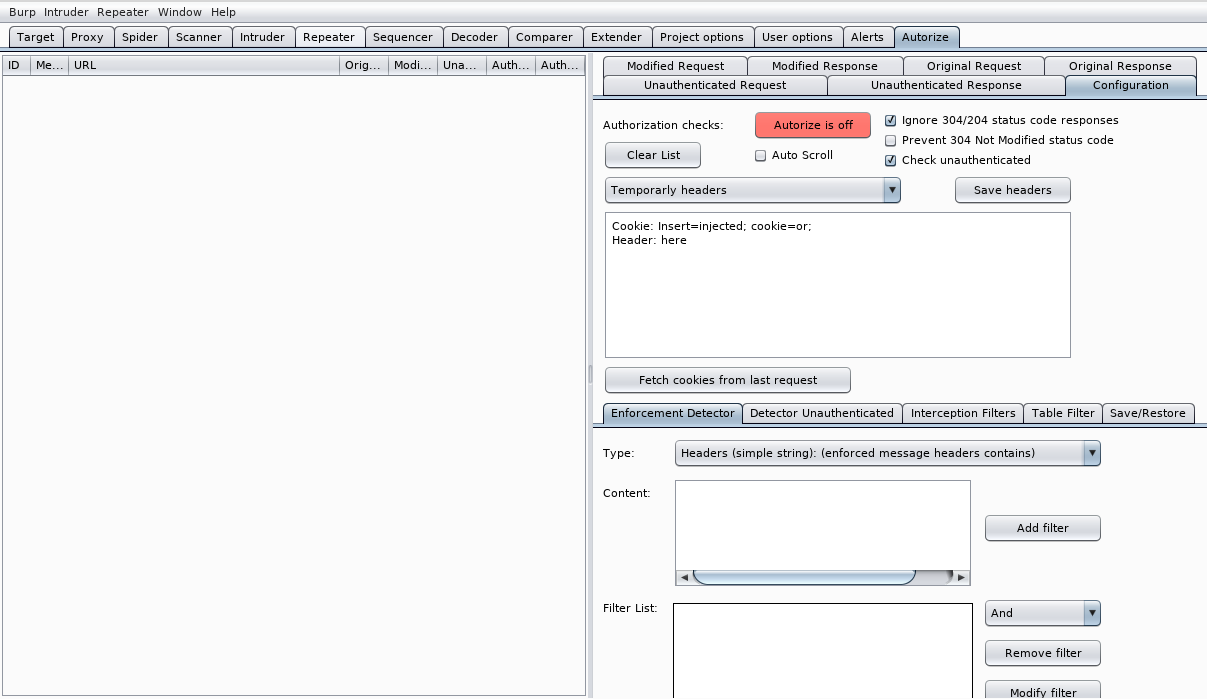 Burp Intruder Repeater Window Help
Target Proxy Spider Scanner Intruder Repeater Sequencer Decoder Comparer Extender Project options User options Alerts Autorize
ID Me... URL Orig... Modi... Una... Auth... Auth...
Modified Request Modified Response Original Request Original Response
Unauthenticated Request Unauthenticated Response Configuration
Authorization checks: Autorize is off
Ignore 304/204 status code responses
Prevent 304 Not Modified status code
Clear List Auto Scroll
Check unauthenticated
Temporarly headers Save headers
Cookie: Insert=injected; cookie=or;
Header: here
Fetch cookies from last request
Enforcement Detector Detector Unauthenticated Interception Filters Table Filter Save/Restore
Type: Headers (simple string): (enforced message headers contains)
Content:
Add filter
Filter List: And
Remove filter
Modify filter